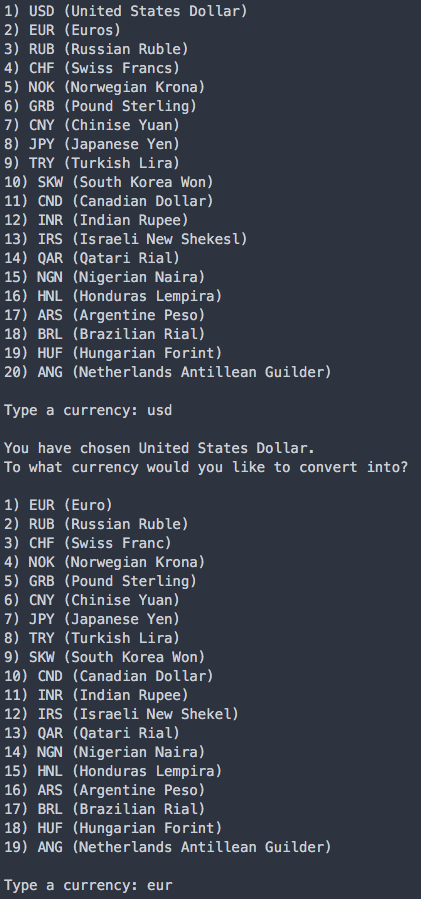 1) USD (United States Dollar)
2) EUR (Euros)
3) RUB (Russian Ruble)
4) CHF (Swiss Francs)
5) NOK (Norwegian Krona)
6) GRB (Pound Sterling)
7) CNY (Chinise Yuan)
8) JPY (Japanese Yen)
9) TRY (Turkish Lira)
10) SKW (South Korea Won)
11) CND (Canadian Dollar)
12) INR (Indian Rupee)
13) IRS (Israeli New Shekesl)
14) QAR (Qatari Rial)
15) NGN (Nigerian Naira)
16) HNL (Honduras Lempira)
17) ARS (Argentine Peso)
18) BRL (Brazilian Rial)
19) HUF (Hungarian Forint)
20) ANG (Netherlands Antillean Guilder)
Type a currency: usd
You have chosen United States Dollar.
To what currency would you like to convert into?
1) EUR (Euro)
2) RUB (Russian Ruble)
3) CHF (Swiss Franc)
4) NOK (Norwegian Krona)
5) GRB (Pound Sterling)
6) CNY (Chinise Yuan)
7) JPY (Japanese Yen)
8) TRY (Turkish Lira)
9) SKW (South Korea Won)
10) CND (Canadian Dollar)
11) INR (Indian Rupee)
12) IRS (Israeli New Shekel)
13) QAR (Qatari Rial)
14) NGN (Nigerian Naira)
15) HNL (Honduras Lempira)
16) ARS (Argentine Peso)
17) BRL (Brazilian Rial)
18) HUF (Hungarian Forint)
19) ANG (Netherlands Antillean Guilder)
Type a currency: eur